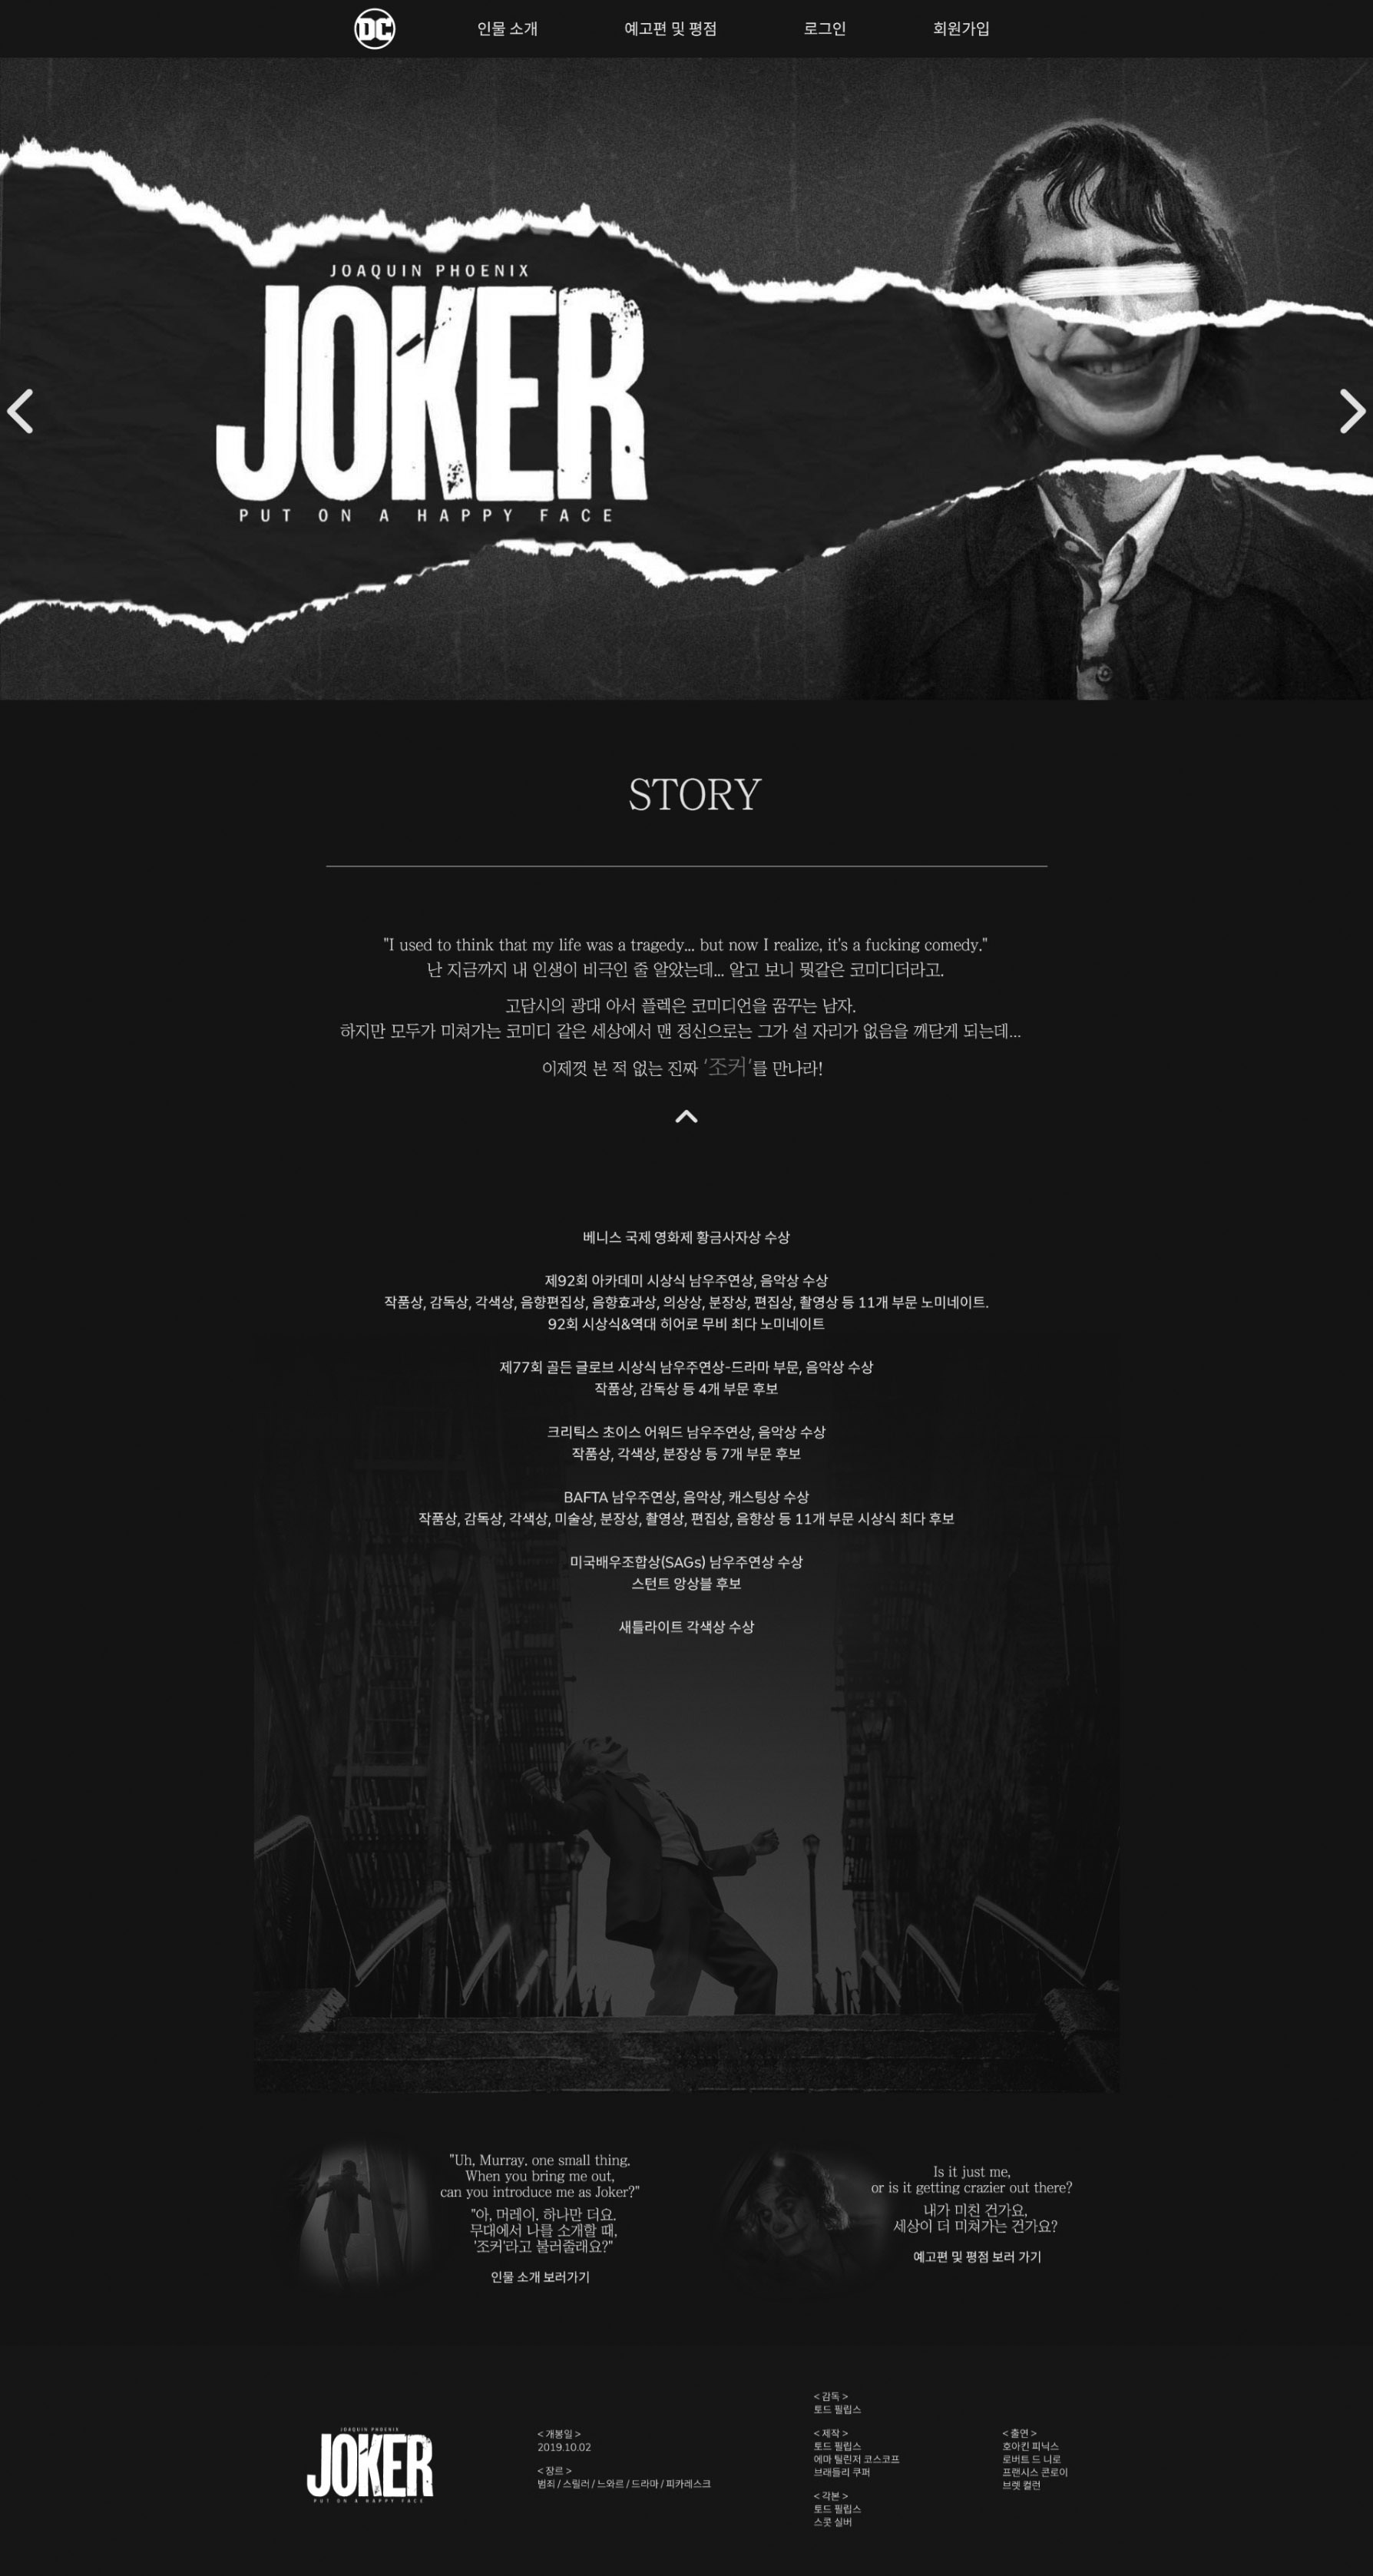 DC
인물 소개
예고편 및 평점
로그인
회원가입
JOAQUIN PHOENIX
JOKER
PUT ON A HAPPY FACE
STORY
"I used to think that my life was a tragedy... but now I realize, it's a fucking comedy."
난 지금까지 내 인생이 비극인 줄 알았는데... 알고 보니 뭣같은 코미디더라고.
고담시의 광대 아서 플렉은 코미디언을 꿈꾸는 남자.
하지만 모두가 미쳐가는 코미디 같은 세상에서 맨 정신으로는 그가 설 자리가 없음을 깨닫게 되는데...
이제껏 본 적 없는 진짜 '조커'를 만나라!
베니스 국제 영화제 황금사자상 수상
제92회 아카데미 시상식 남우주연상, 음악상 수상
작품상, 감독상, 각색상, 음향편집상, 음향효과상, 의상상, 분장상, 편집상, 촬영상 등 11개 부문 노미네이트.
92회 시상식&역대 히어로 무비 최다 노미네이트
제77회 골든 글로브 시상식 남우주연상-드라마 부문, 음악상 수상
작품상, 감독상 등 4개 부문 후보
크리틱스 초이스 어워드 남우주연상, 음악상 수상
작품상, 각색상, 분장상 등 7개 부문 후보
BAFTA 남우주연상, 음악상, 캐스팅상 수상
작품상, 감독상, 각색상, 미술상, 분장상, 촬영상, 편집상, 음향상 등 11개 부문 시상식 최다 후보
미국배우조합상(SAGs) 남우주연상 수상
스턴트 앙상블 후보
새틀라이트 각색상 수상
"Uh, Murray. one small thing.
When you bring me out,
can you introduce me as Joker?"
"아, 머레이. 하나만 더요.
무대에서 나를 소개할 때,
'조커'라고 불러줄래요?"
인물 소개 보러가기
Is it just me,
or is it getting crazier out there?
내가 미친 건가요,
세상이 더 미쳐가는 건가요?
예고편 및 평점 보러 가기
JOAQUIN PHOENIX
JOKER
PUT ON A HAPPY FACE
< 개봉일 >
2019.10.02
< 장르 >
범죄 / 스릴러 / 느와르 / 드라마 / 피카레스크
< 감독 >
토드 필립스
< 제작 >
토드 필립스
에마 틸린저 코스코프
브래들리 쿠퍼
< 각본 >
토드 필립스
스콧 실버
< 출연 >
호아킨 피닉스
로버트 드 니로
프랜시스 콘로이
브렛 컬런